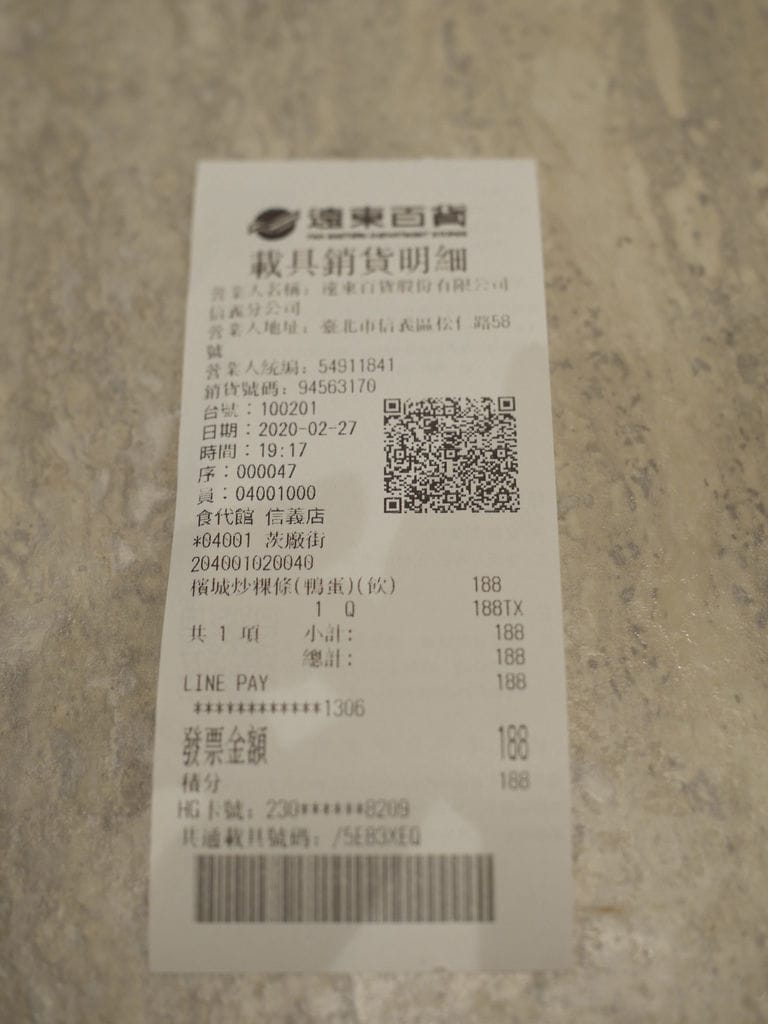 遠東百貨
載具銷貨明細
營業人名稱：遠東百貨股份有限公司
信義分公司
營業人地址：臺北市信義區松仁路58
號
營業人統編：54911841
銷貨號碼：94563170
台號：100201
日期：2020-02-27
時間：19:17
序：000047
員：04001000
食代館 信義店
*04001 茨廠街
204001020040
檳城炒粿條(鴨蛋)(飲) 188
1 Q 188TX
共 1 項 小計： 188
總計： 188
LINE PAY 188
************1306
發票金額 188
積分 188
HG卡號：230******8209
共通載具號碼：/5E83XEQ